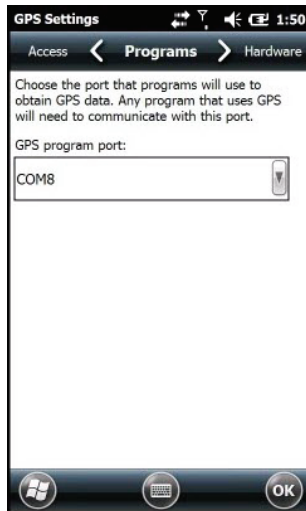 GPS Settings 1:50
Access Programs Hardware
Choose the port that programs will use to
obtain GPS data. Any program that uses GPS
will need to communicate with this port.
GPS program port:
COM8
OK